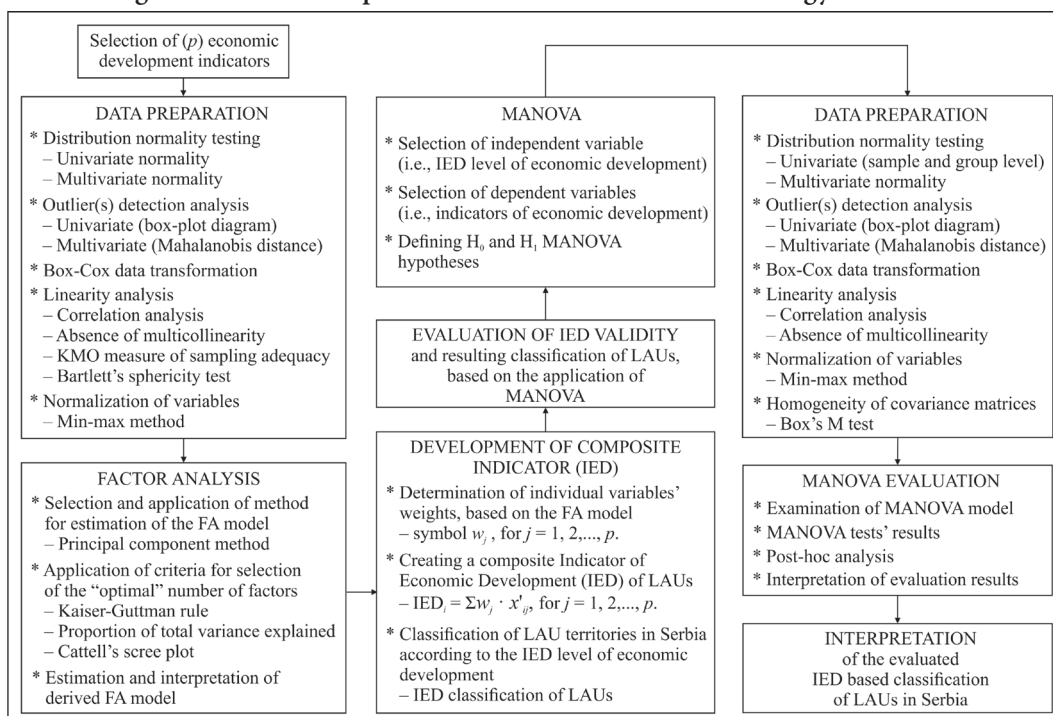 Selection of (p) economic
development indicators
DATA PREPARATION
* Distribution normality testing
– Univariate normality
– Multivariate normality
* Outlier(s) detection analysis
– Univariate (box-plot diagram)
– Multivariate (Mahalanobis distance)
* Box-Cox data transformation
* Linearity analysis
– Correlation analysis
– Absence of multicollinearity
– KMO measure of sampling adequacy
– Bartlett's sphericity test
* Normalization of variables
– Min-max method
FACTOR ANALYSIS
* Selection and application of method
for estimation of the FA model
– Principal component method
* Application of criteria for selection
of the “optimal” number of factors
– Kaiser-Guttman rule
– Proportion of total variance explained
– Cattell's scree plot
* Estimation and interpretation of
derived FA model
DEVELOPMENT OF COMPOSITE
INDICATOR (IED)
* Determination of individual variables'
weights, based on the FA model
– symbol wⱼ , for j = 1, 2,..., p.
* Creating a composite Indicator of
Economic Development (IED) of LAUs
– IEDᵢ = Σwⱼ · x'ᵢⱼ, for j = 1, 2,..., p.
* Classification of LAU territories in Serbia
according to the IED level of economic
development
– IED classification of LAUs
EVALUATION OF IED VALIDITY
and resulting classification of LAUs,
based on the application of
MANOVA
MANOVA
* Selection of independent variable
(i.e., IED level of economic development)
* Selection of dependent variables
(i.e., indicators of economic development)
* Defining H₀ and H₁ MANOVA
hypotheses
DATA PREPARATION
* Distribution normality testing
– Univariate (sample and group level)
– Multivariate normality
* Outlier(s) detection analysis
– Univariate (box-plot diagram)
– Multivariate (Mahalanobis distance)
* Box-Cox data transformation
* Linearity analysis
– Correlation analysis
– Absence of multicollinearity
* Normalization of variables
– Min-max method
* Homogeneity of covariance matrices
– Box's M test
MANOVA EVALUATION
* Examination of MANOVA model
* MANOVA tests' results
* Post-hoc analysis
* Interpretation of evaluation results
INTERPRETATION
of the evaluated
IED based classification
of LAUs in Serbia